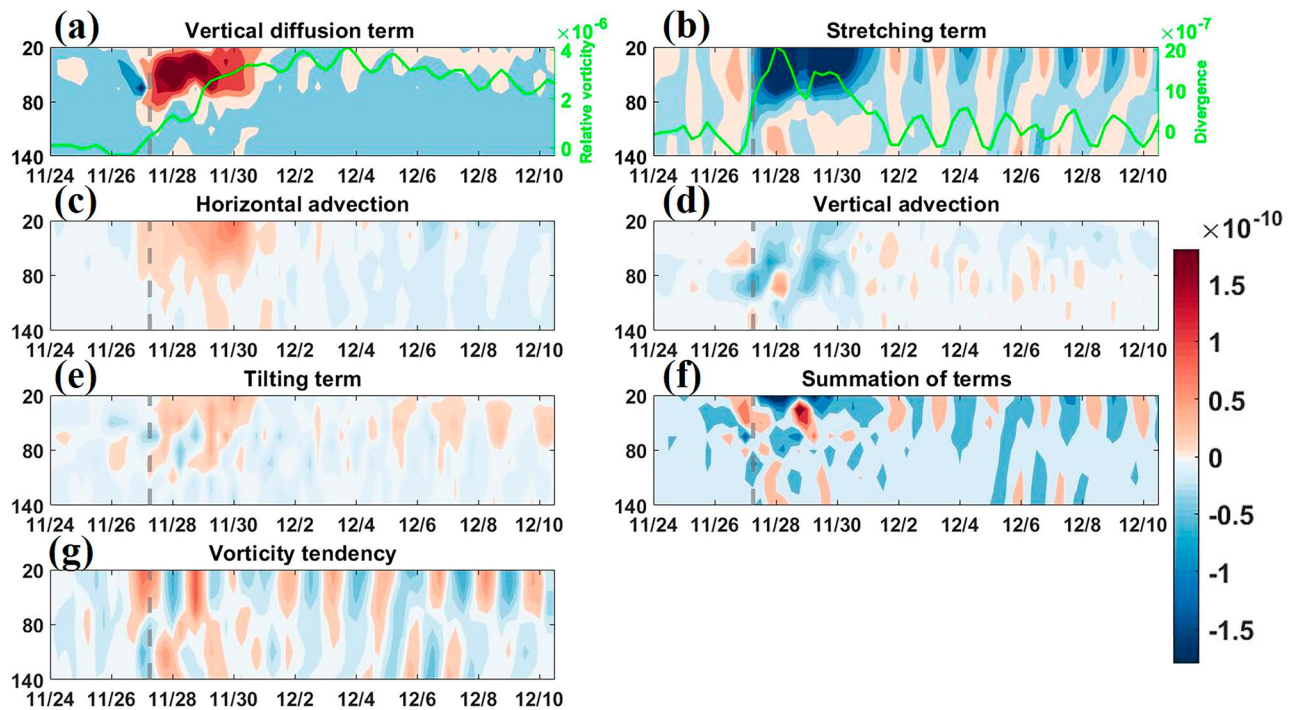 (a) Vertical diffusion term ×10-6
20 80 140
4 2 0
Relative vorticity
11/24 11/26 11/28 11/30 12/2 12/4 12/6 12/8 12/10
(b) Stretching term ×10-7
20 80 140
20 10 0
Divergence
11/24 11/26 11/28 11/30 12/2 12/4 12/6 12/8 12/10
(c) Horizontal advection
20 80 140
11/24 11/26 11/28 11/30 12/2 12/4 12/6 12/8 12/10
(d) Vertical advection
20 80 140
11/24 11/26 11/28 11/30 12/2 12/4 12/6 12/8 12/10
(e) Tilting term
20 80 140
11/24 11/26 11/28 11/30 12/2 12/4 12/6 12/8 12/10
(f) Summation of terms
20 80 140
11/24 11/26 11/28 11/30 12/2 12/4 12/6 12/8 12/10
(g) Vorticity tendency
20 80 140
11/24 11/26 11/28 11/30 12/2 12/4 12/6 12/8 12/10
×10-10
1.5
1
0.5
0
-0.5
-1
-1.5